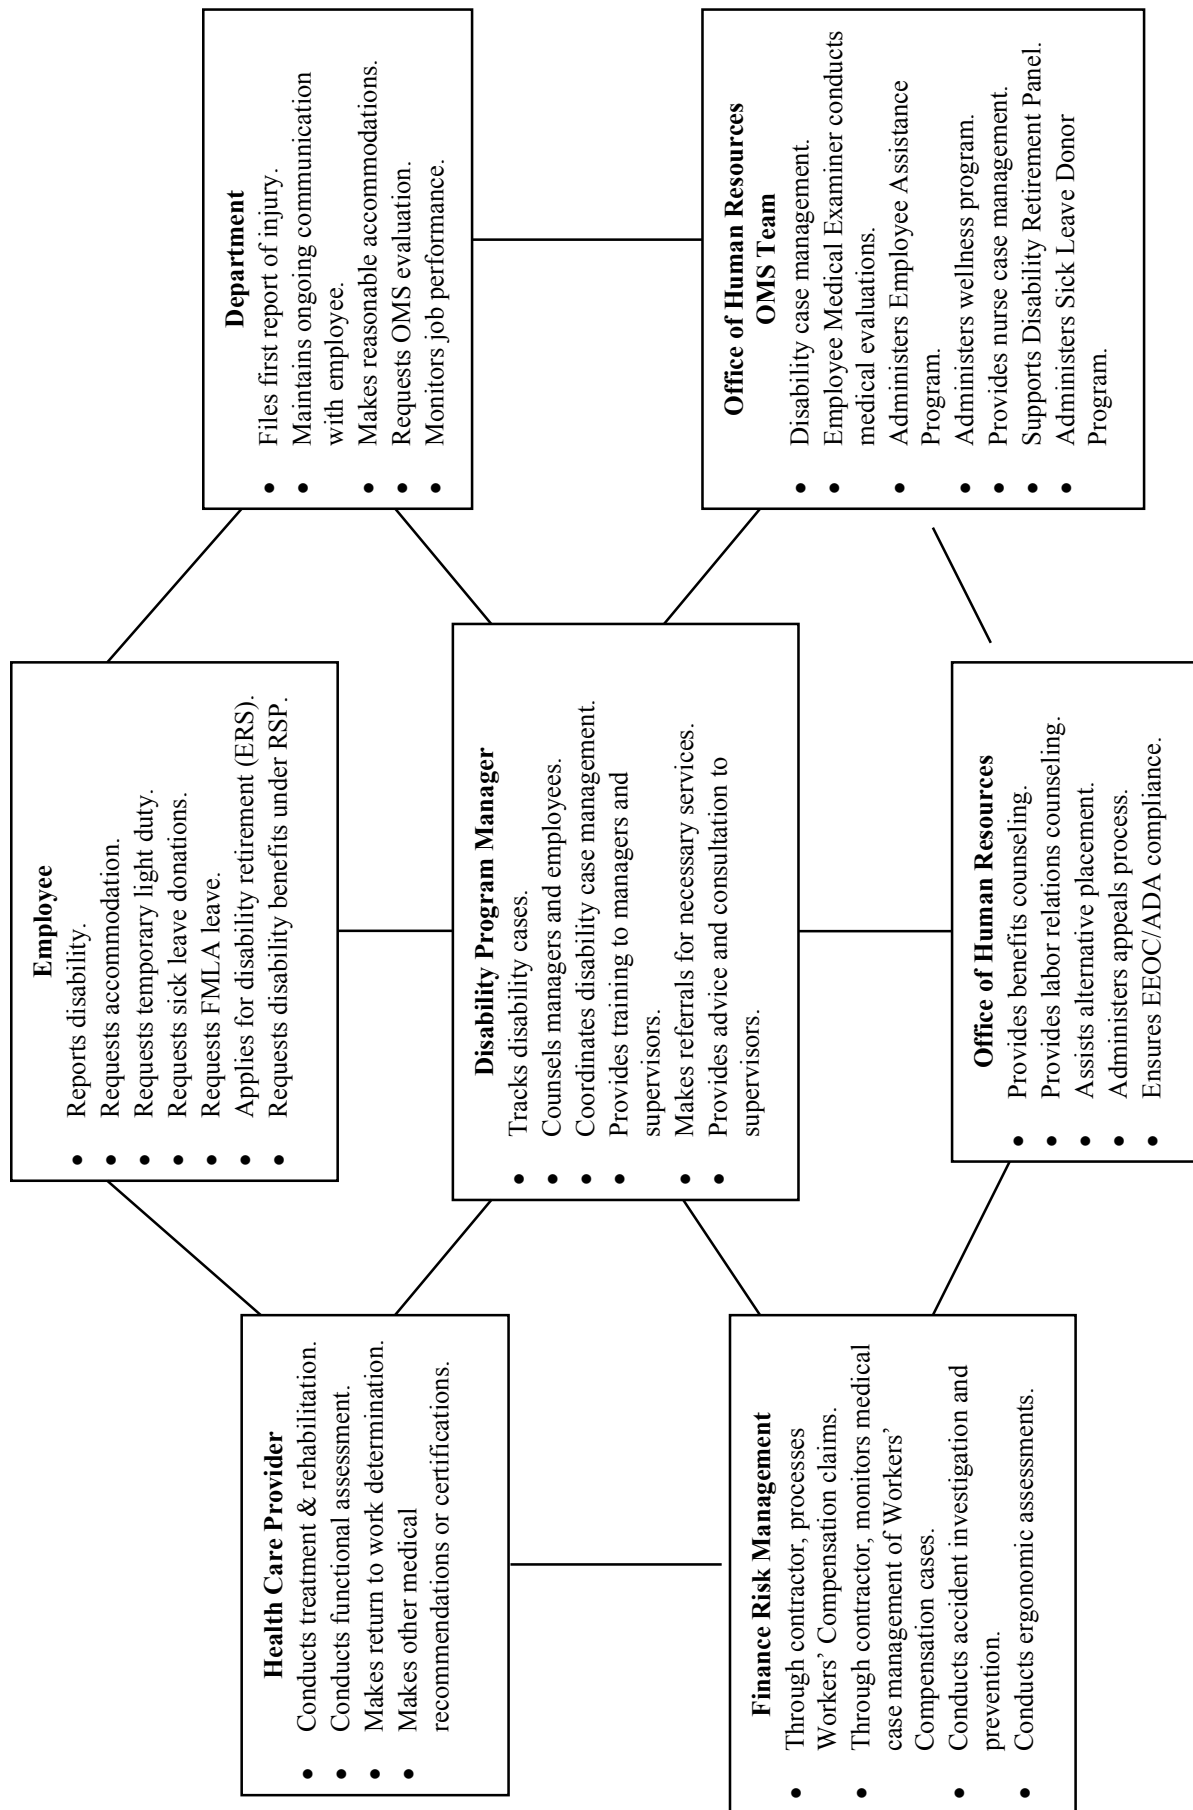 Employee
• Reports disability.
• Requests accommodation.
• Requests temporary light duty.
• Requests sick leave donations.
• Requests FMLA leave.
• Applies for disability retirement (ERS).
• Requests disability benefits under RSP.
Health Care Provider
• Conducts treatment & rehabilitation.
• Conducts functional assessment.
• Makes return to work determination.
• Makes other medical
recommendations or certifications.
Department
• Files first report of injury.
• Maintains ongoing communication
with employee.
• Makes reasonable accommodations.
• Requests OMS evaluation.
• Monitors job performance.
Disability Program Manager
• Tracks disability cases.
• Counsels managers and employees.
• Coordinates disability case management.
• Provides training to managers and
supervisors.
• Makes referrals for necessary services.
• Provides advice and consultation to
supervisors.
Finance Risk Management
• Through contractor, processes
Workers’ Compensation claims.
• Through contractor, monitors medical
case management of Workers’
Compensation cases.
• Conducts accident investigation and
prevention.
• Conducts ergonomic assessments.
Office of Human Resources
OMS Team
• Disability case management.
• Employee Medical Examiner conducts
medical evaluations.
• Administers Employee Assistance
Program.
• Administers wellness program.
• Provides nurse case management.
• Supports Disability Retirement Panel.
• Administers Sick Leave Donor
Program.
Office of Human Resources
• Provides benefits counseling.
• Provides labor relations counseling.
• Assists alternative placement.
• Administers appeals process.
• Ensures EEOC/ADA compliance.